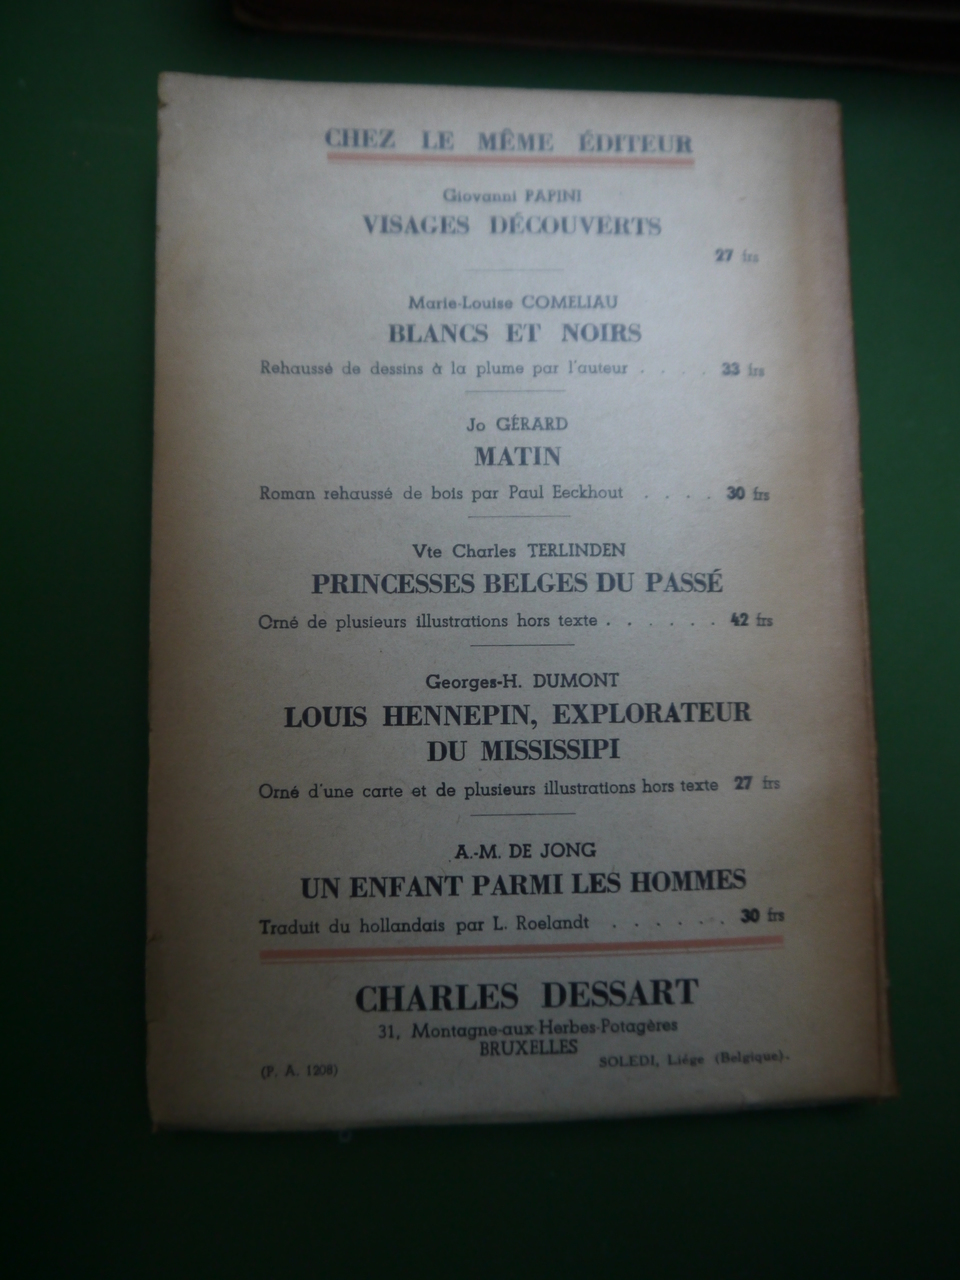 CHEZ LE MÊME ÉDITEUR
Giovanni PAPINI
VISAGES DÉCOUVERTS
27 frs
Marie-Louise COMELIAU
BLANCS ET NOIRS
Rehaussé de dessins à la plume par l'auteur . . . . 33 frs
Jo GÉRARD
MATIN
Roman rehaussé de bois par Paul Eeckhout . . . . 30 frs
Vte Charles TERLINDEN
PRINCESSES BELGES DU PASSÉ
Orné de plusieurs illustrations hors texte . . . . . . 42 frs
Georges-H. DUMONT
LOUIS HENNEPIN, EXPLORATEUR
DU MISSISSIPI
Orné d'une carte et de plusieurs illustrations hors texte 27 frs
A.-M. DE JONG
UN ENFANT PARMI LES HOMMES
Traduit du hollandais par L. Roelandt . . . . . . 30 frs
CHARLES DESSART
31, Montagne-aux-Herbes-Potagères
BRUXELLES
(P. A. 1208)
SOLEDI, Liége (Belgique).